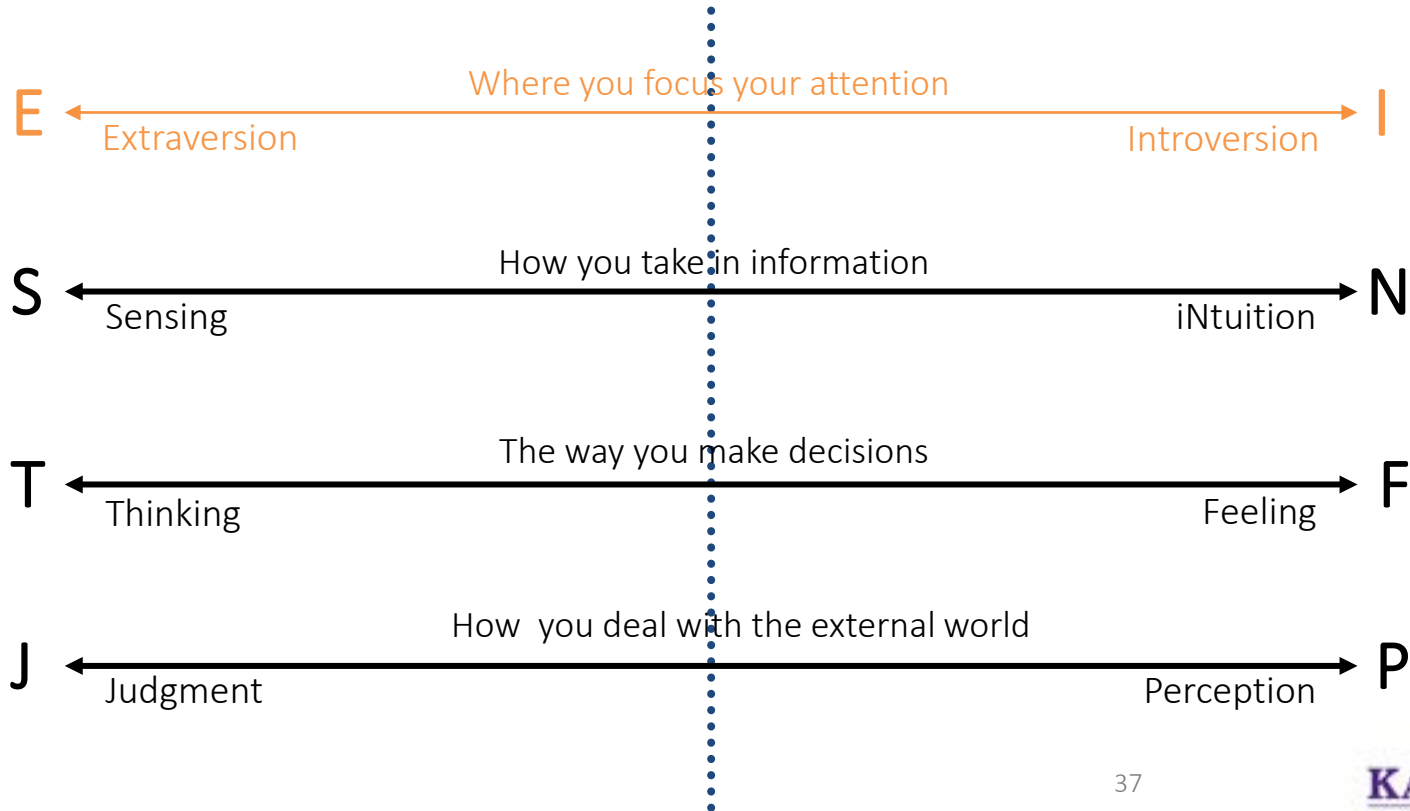 Where you focus your attention
E I
Extraversion Introversion
How you take in information
S N
Sensing iNtuition
The way you make decisions
T F
Thinking Feeling
How  you deal with the external world
J P
Judgment Perception
37